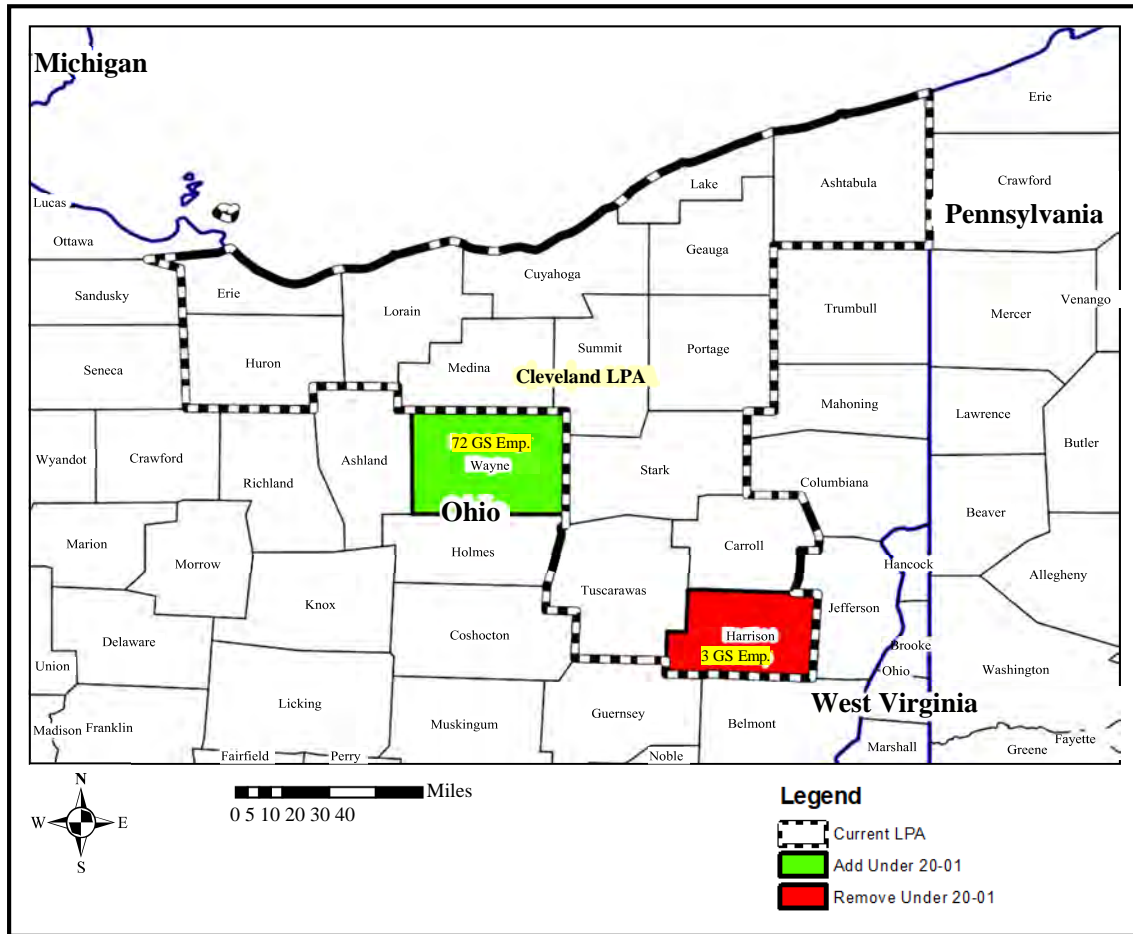 Michigan
Erie
Lake
Ashtabula
Crawford
Lucas
Pennsylvania
Ottawa
Geauga
Cuyahoga
Sandusky
Erie
Lorain
Trumbull
Venango
Mercer
Huron
Summit
Portage
Seneca
Medina
Cleveland LPA
Mahoning
Lawrence
Butler
72 GS Emp.
Wyandot
Crawford
Ashland
Wayne
Stark
Richland
Columbiana
Ohio
Beaver
Marion
Holmes
Carroll
Morrow
Hancock
Allegheny
Tuscarawas
Knox
Jefferson
Coshocton
Harrison
Delaware
Brooke
3 GS Emp.
Union
Ohio
Washington
Licking
West Virginia
Guernsey
Muskingum
Belmont
Madison
Franklin
Fayette
Marshall
Greene
Fairfield
Perry
Noble
N
W
E
S
Miles
0 5 10 20 30 40
Legend
Current LPA
Add Under 20-01
Remove Under 20-01